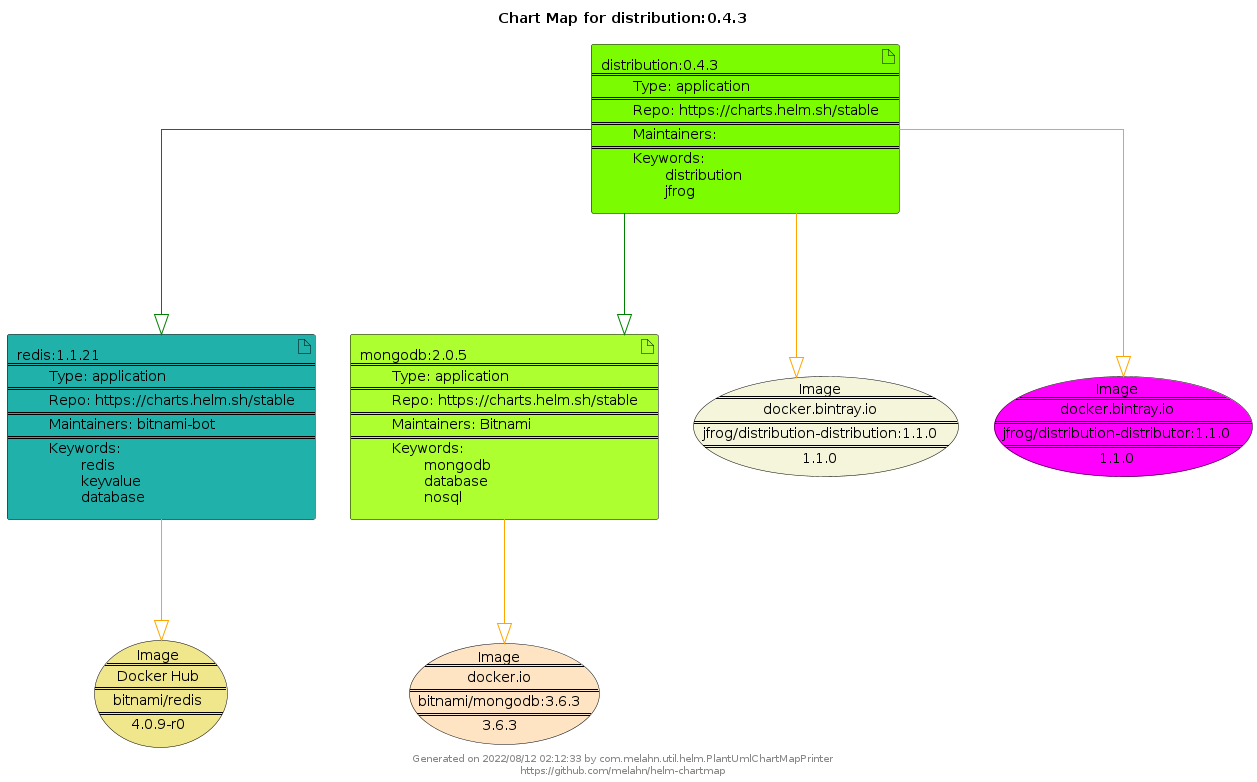 Chart Map for distribution:0.4.3
distribution:0.4.3
Type: application
Repo: https://charts.helm.sh/stable
Maintainers:
Keywords:
distribution
jfrog
redis:1.1.21
Type: application
Repo: https://charts.helm.sh/stable
Maintainers: bitnami-bot
Keywords:
redis
keyvalue
database
mongodb:2.0.5
Type: application
Repo: https://charts.helm.sh/stable
Maintainers: Bitnami
Keywords:
mongodb
database
nosql
Image
docker.bintray.io
jfrog/distribution-distribution:1.1.0
1.1.0
Image
docker.bintray.io
jfrog/distribution-distributor:1.1.0
1.1.0
Image
Docker Hub
bitnami/redis
4.0.9-r0
Image
docker.io
bitnami/mongodb:3.6.3
3.6.3
Generated on 2022/08/12 02:12:33 by com.melahn.util.helm.PlantUmlChartMapPrinter
https://github.com/melahn/helm-chartmap